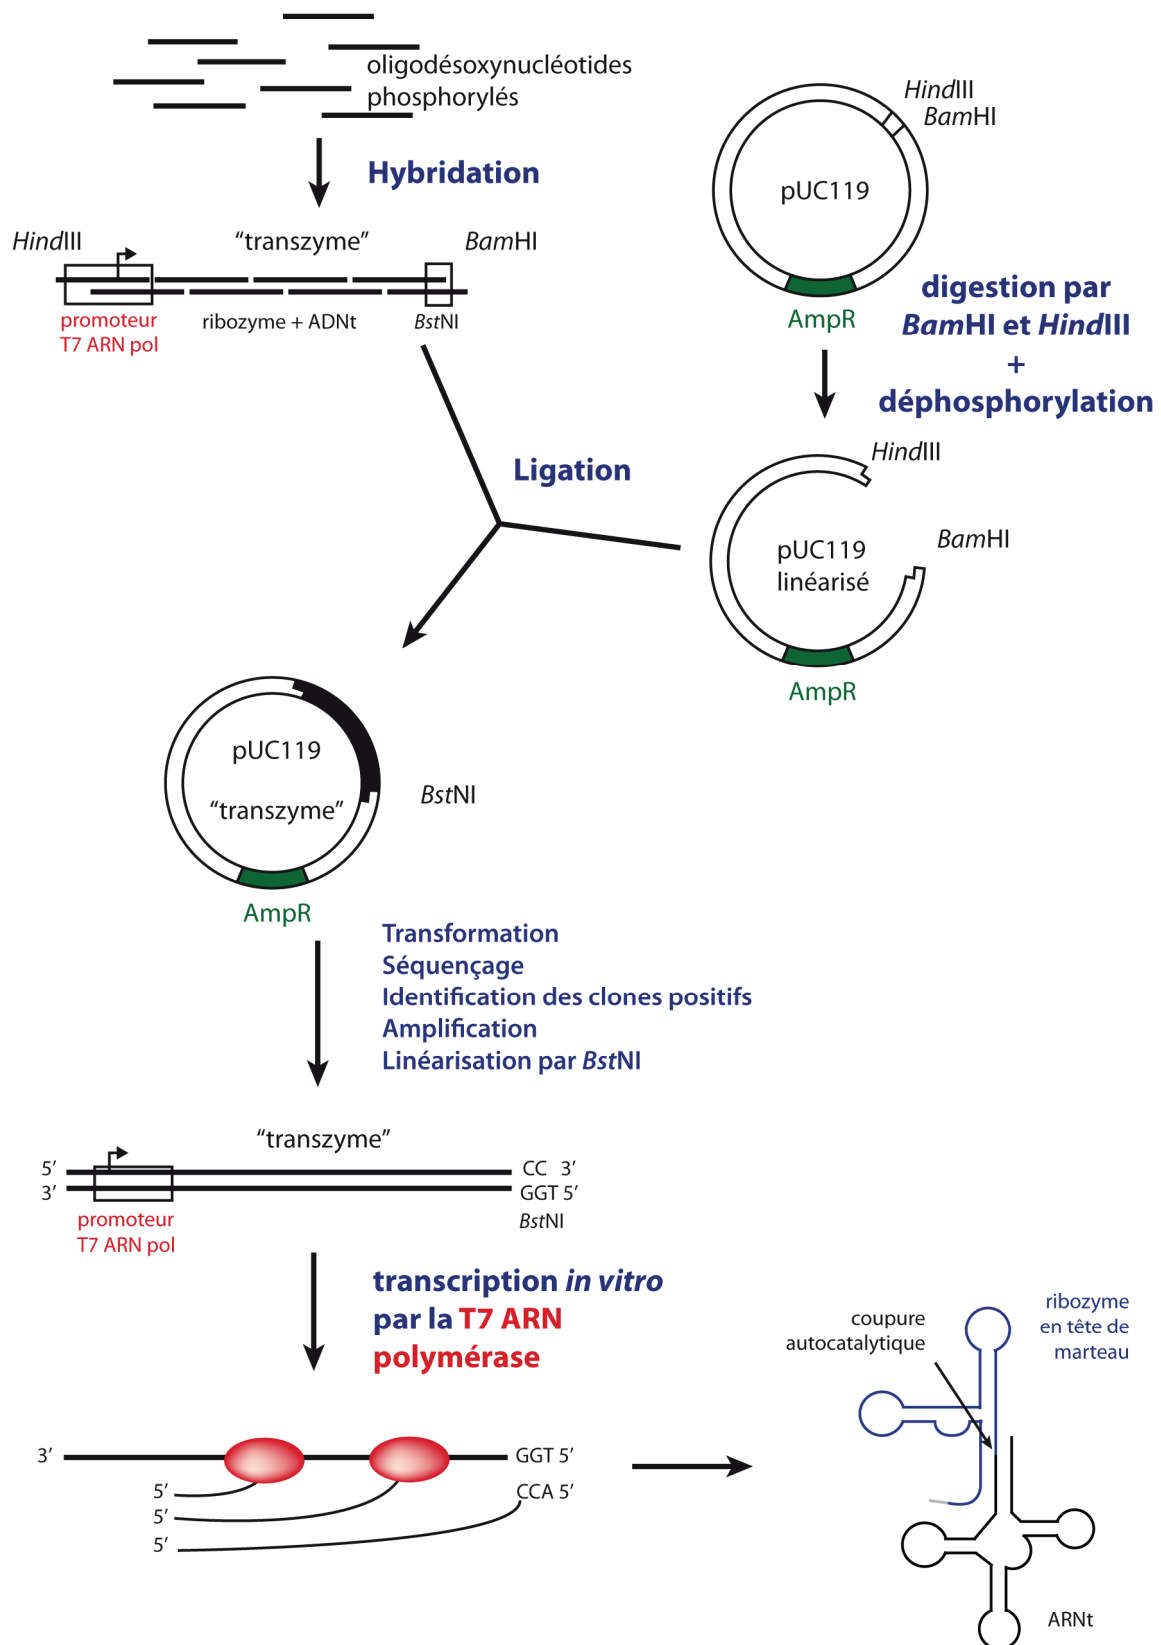 oligodésoxynucléotides
phosphorylés
HindIII
BamHI
pUC119
AmpR
Hybridation
HindIII
"transzyme"
BamHI
promoteur
T7 ARN pol
ribozyme + ADNt
BstNI
digestion par
BamHI et HindIII
+
déphosphorylation
Ligation
HindIII
BamHI
pUC119
linéarisé
AmpR
pUC119
"transzyme"
BstNI
AmpR
Transformation
Séquençage
Identification des clones positifs
Amplification
Linéarisation par BstNI
"transzyme"
5' CC 3'
3' GGT 5'
BstNI
promoteur
T7 ARN pol
transcription in vitro
par la T7 ARN
polymérase
3' GGT 5'
5' CCA 5'
5'
5'
coupure
autocatalytique
ribozyme
en tête de
marteau
ARNt